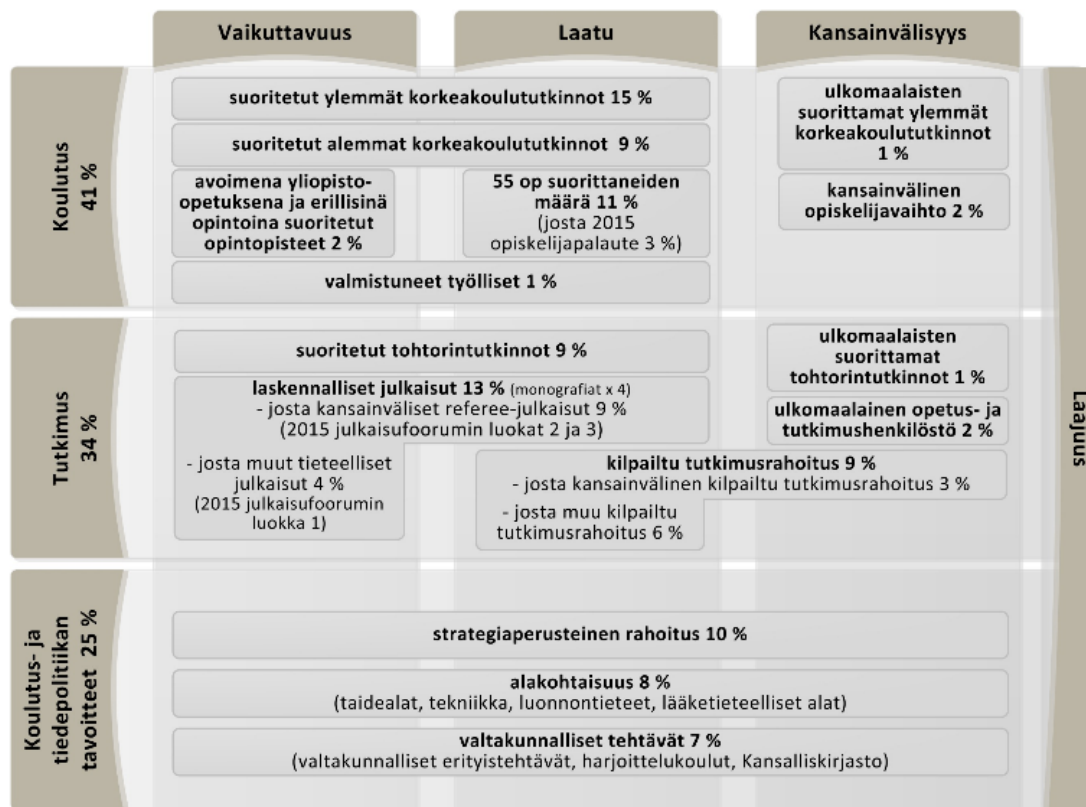 Vaikuttavuus
Laatu
Kansainvälisyys
Koulutus
41 %
suoritetut ylemmät korkeakoulututkinnot 15 %
suoritetut alemmat korkeakoulututkinnot 9 %
avoimena yliopisto-
opetuksena ja erillisinä
opintoina suoritetut
opintopisteet 2 %
55 op suorittaneiden
määrä 11 %
(josta 2015
opiskelijapalaute 3 %)
valmistuneet työlliset 1 %
ulkomaalaisten
suorittamat ylemmät
korkeakoulututkinnot
1 %
kansainvälinen
opiskelijavaihto 2 %
Tutkimus
34 %
suoritetut tohtorintutkinnot 9 %
laskennalliset julkaisut 13 % (monografiat x 4)
- josta kansainväliset referee-julkaisut 9 %
(2015 julkaisufoorumin luokat 2 ja 3)
- josta muut tieteelliset
julkaisut 4 %
(2015 julkaisufoorumin
luokka 1)
ulkomaalaisten
suorittamat
tohtorintutkinnot 1 %
ulkomaalainen opetus- ja
tutkimushenkilöstö 2 %
kilpailtu tutkimusrahoitus 9 %
- josta kansainvälinen kilpailtu tutkimusrahoitus 3 %
- josta muu kilpailtu
tutkimusrahoitus 6 %
Koulutus- ja
tiedepolitiikan
tavoitteet 25 %
strategiaperusteinen rahoitus 10 %
alakohtaisuus 8 %
(taidealat, tekniikka, luonnontieteet, lääketieteelliset alat)
valtakunnalliset tehtävät 7 %
(valtakunnalliset erityistehtävät, harjoittelukoulut, Kansalliskirjasto)
Laajuus